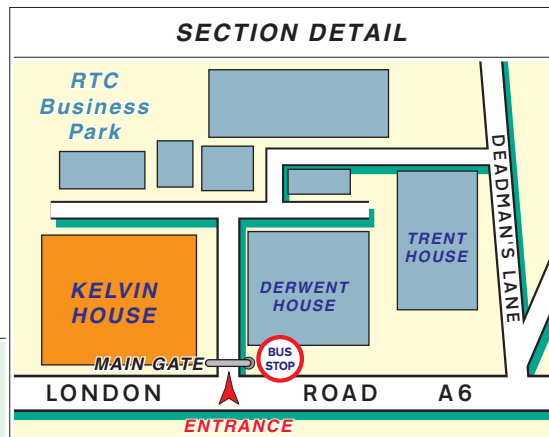 SECTION DETAIL
RTC
Business
Park
DEADMAN'S LANE
TRENT
HOUSE
KELVIN
HOUSE
DERWENT
HOUSE
MAIN GATE
BUS
STOP
LONDON ROAD A6
ENTRANCE